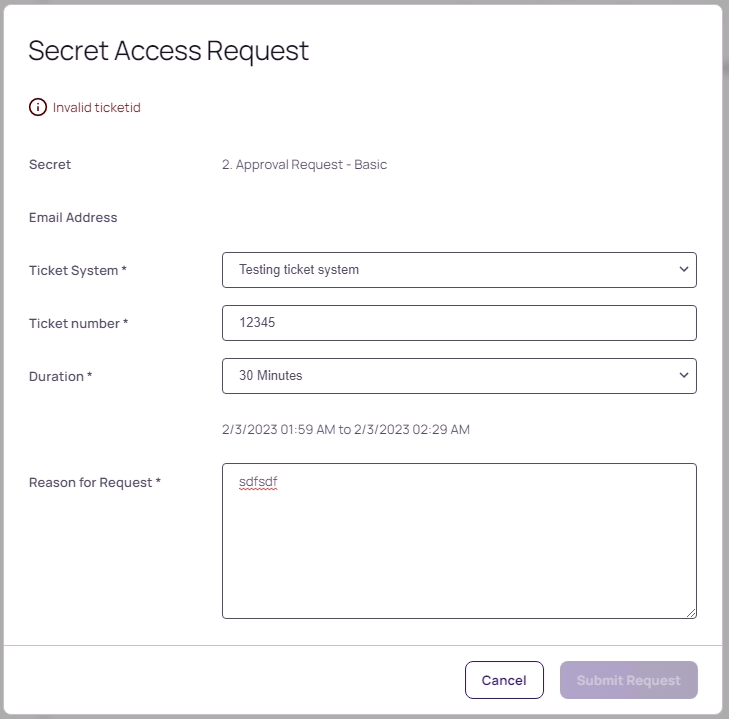 Secret Access Request
Invalid ticketid
Secret 2. Approval Request - Basic
Email Address
Ticket System * Testing ticket system
Ticket number * 12345
Duration * 30 Minutes
2/3/2023 01:59 AM to 2/3/2023 02:29 AM
Reason for Request * sdfsdf
Cancel Submit Request